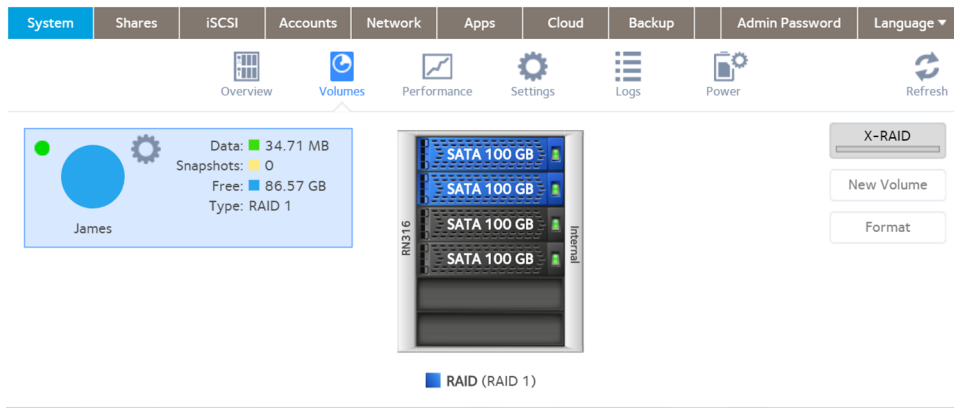 System Shares iSCSI Accounts Network Apps Cloud Backup Admin Password Language
Overview Volumes Performance Settings Logs Power Refresh
Data: 34.71 MB
Snapshots: 0
Free: 86.57 GB
Type: RAID 1
James
RN316
SATA 100 GB
SATA 100 GB
SATA 100 GB
SATA 100 GB
Internal
RAID (RAID 1)
X-RAID
New Volume
Format